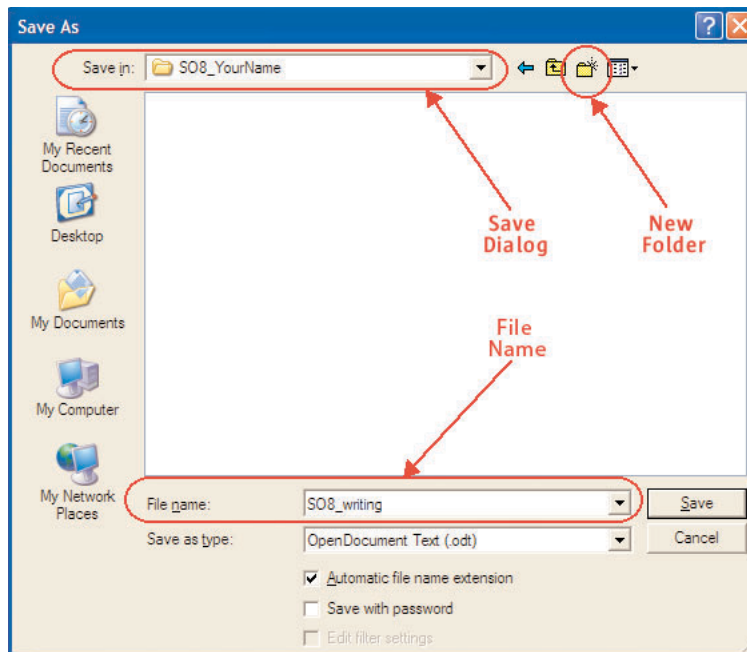 Save As
Save in:
SO8_YourName
My Recent
Documents
Desktop
My Documents
My Computer
My Network
Places
Save
Dialog
New
Folder
File
Name
File name:
SO8_writing
Save
Save as type:
OpenDocument Text (.odt)
Cancel
Automatic file name extension
Save with password
Edit filter settings